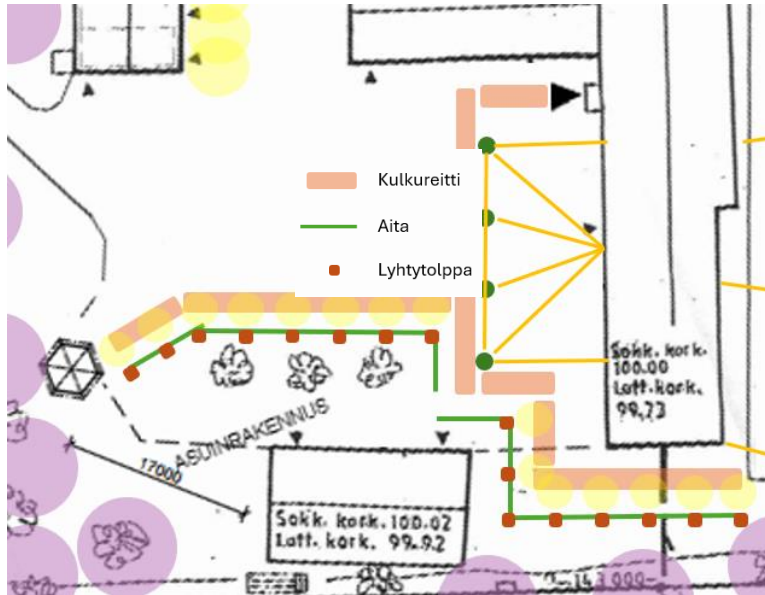 Kulkureitti
Aita
Lyhtytolppa
Sokk. kork.
100.00
Latt. kork.
99.73
ASUINRAKENNUS
17000
Sokk. kork. 100.02
Latt. kork. 99.92